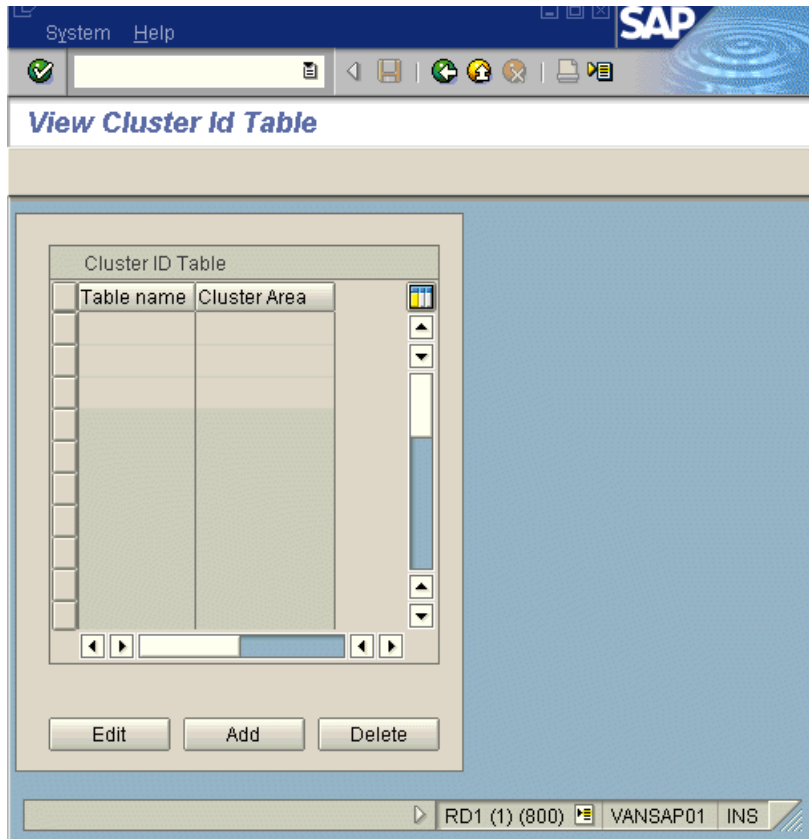 System Help
SAP
View Cluster Id Table
Cluster ID Table
Table name Cluster Area
Edit Add Delete
RD1 (1) (800) VANSAP01 INS